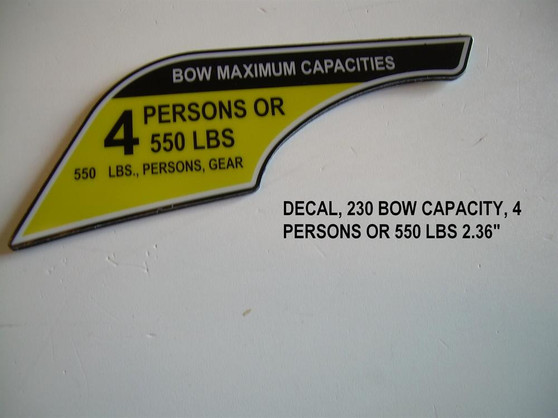 BOW MAXIMUM CAPACITIES
4 PERSONS OR
550 LBS
550 LBS., PERSONS, GEAR
DECAL, 230 BOW CAPACITY, 4
PERSONS OR 550 LBS 2.36"